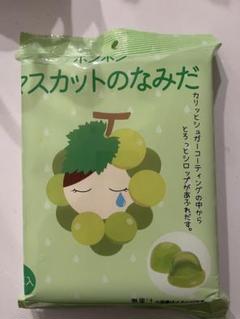 ボンボン
マスカットのなみだ
カリッとシュガーコーティングの中から
とろっとシロップがあふれだす。